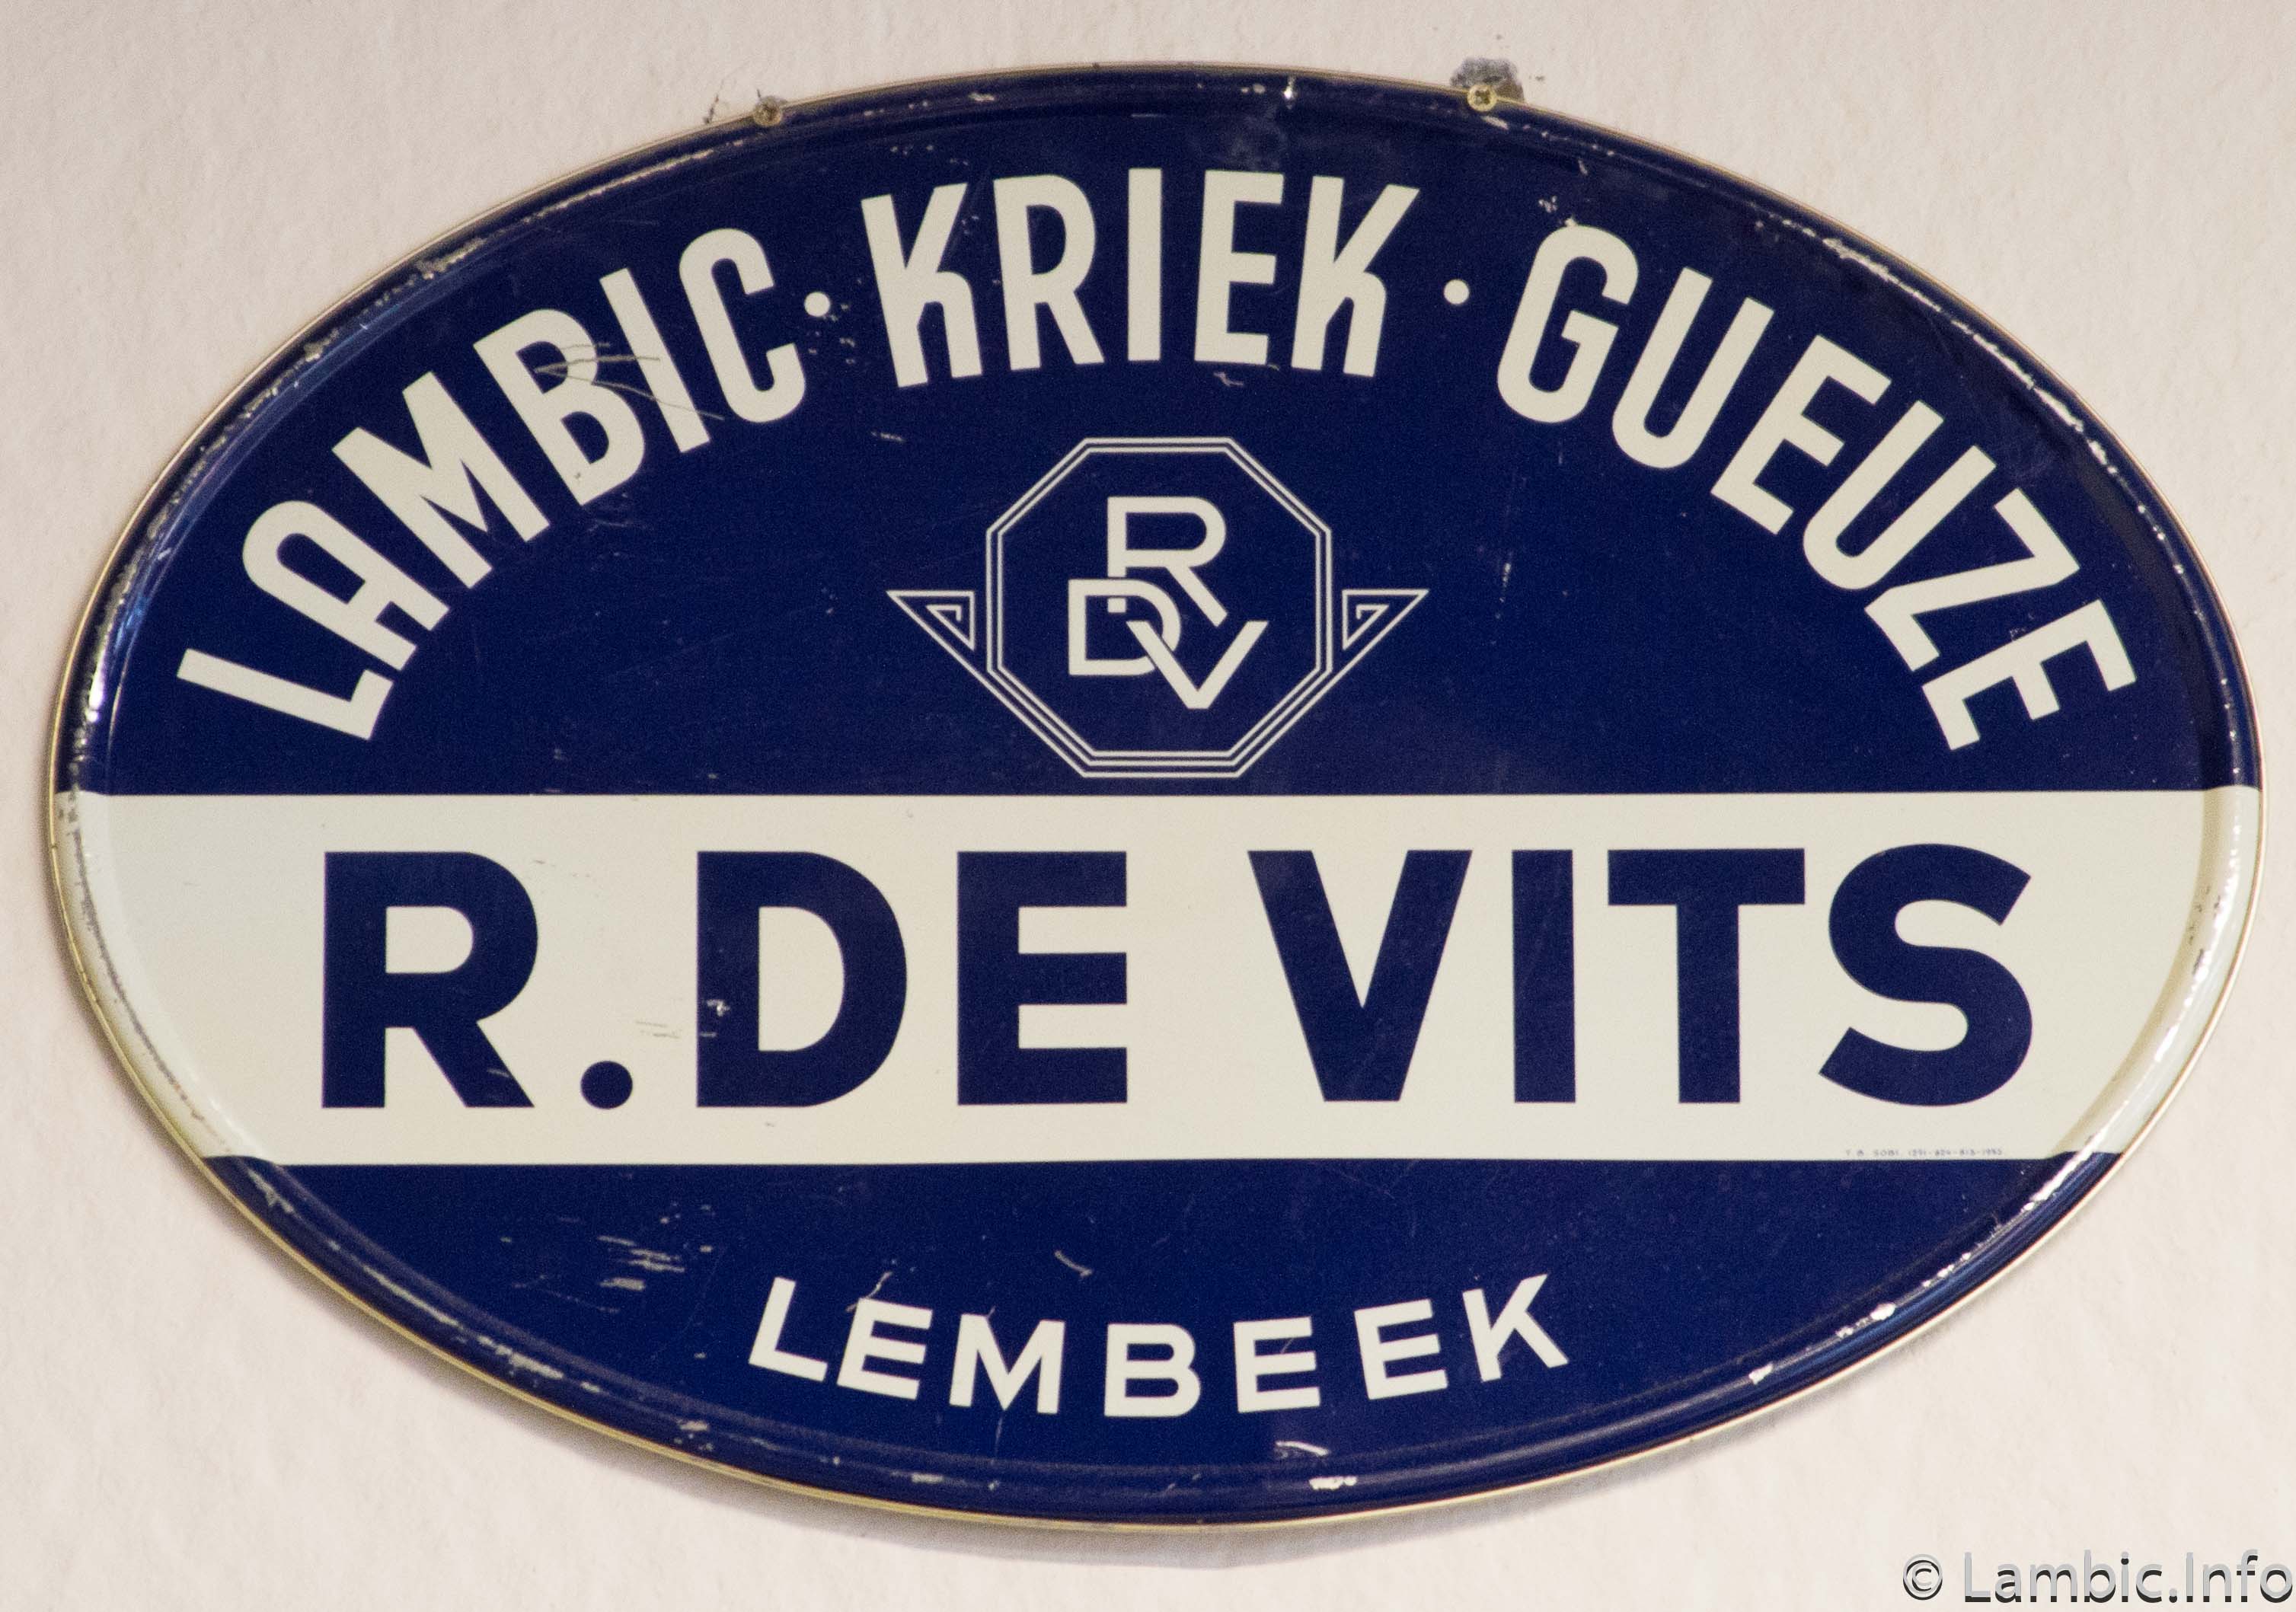 LAMBIC · KRIEK · GUEUZE
RDV
R. DE VITS
LEMBEEK
© Lambic.Info